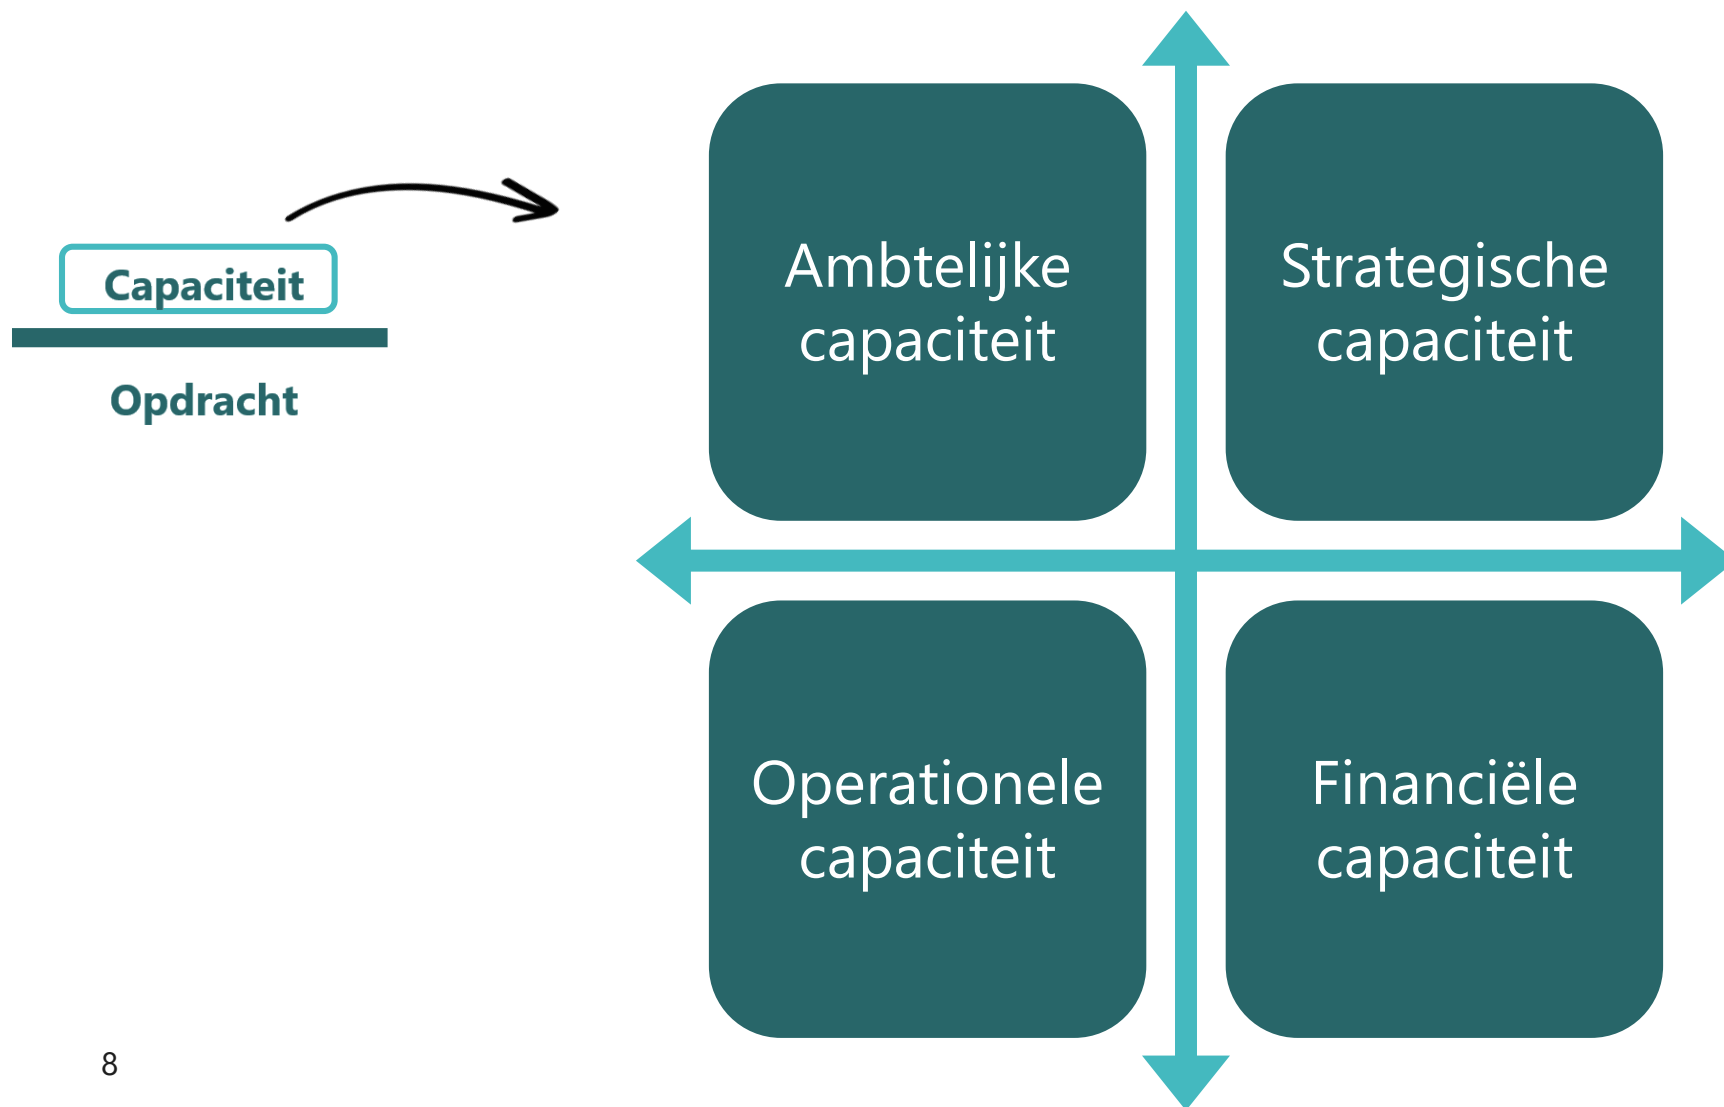 Capaciteit
Opdracht
Ambtelijke
capaciteit
Strategische
capaciteit
Operationele
capaciteit
Financiële
capaciteit
8